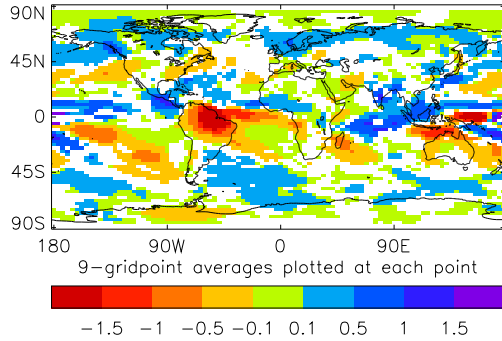 90N
45N
0
45S
90S
180 90W 0 90E
9-gridpoint averages plotted at each point
-1.5 -1 -0.5 -0.1 0.1 0.5 1 1.5